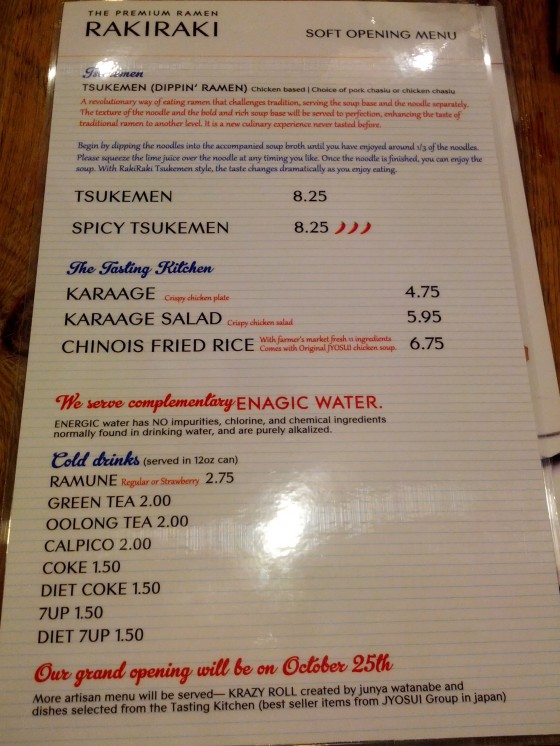 THE PREMIUM RAMEN
RAKIRAKI
SOFT OPENING MENU
Tsukemen
TSUKEMEN (DIPPIN' RAMEN) Chicken based | Choice of pork chasiu or chicken chasiu
A revolutionary way of eating ramen that challenges tradition, serving the soup base and the noodle separately.
The texture of the noodle and the bold and rich soup base will be served to perfection, enhancing the taste of
traditional ramen to another level. It is a new culinary experience never tasted before.
Begin by dipping the noodles into the accompanied soup broth until you have enjoyed around 1/3 of the noodles.
Please squeeze the lime juice over the noodle at any timing you like. Once the noodle is finished, you can enjoy the
soup. With RakiRaki Tsukemen style, the taste changes dramatically as you enjoy eating.
TSUKEMEN 8.25
SPICY TSUKEMEN 8.25
The Tasting Kitchen
KARAAGE Crispy chicken plate 4.75
KARAAGE SALAD Crispy chicken salad 5.95
CHINOIS FRIED RICE With farmer's market fresh 11 ingredients. 6.75
Comes with Original JYOSUI chicken soup.
We serve complementary ENAGIC WATER.
ENERGIC water has NO impurities, chlorine, and chemical ingredients
normally found in drinking water, and are purely alkalized.
Cold drinks (served in 12oz can)
RAMUNE Regular or Strawberry 2.75
GREEN TEA 2.00
OOLONG TEA 2.00
CALPICO 2.00
COKE 1.50
DIET COKE 1.50
7UP 1.50
DIET 7UP 1.50
Our grand opening will be on October 25th
More artisan menu will be served— KRAZY ROLL created by junya watanabe and
dishes selected from the Tasting Kitchen (best seller items from JYOSUI Group in japan)